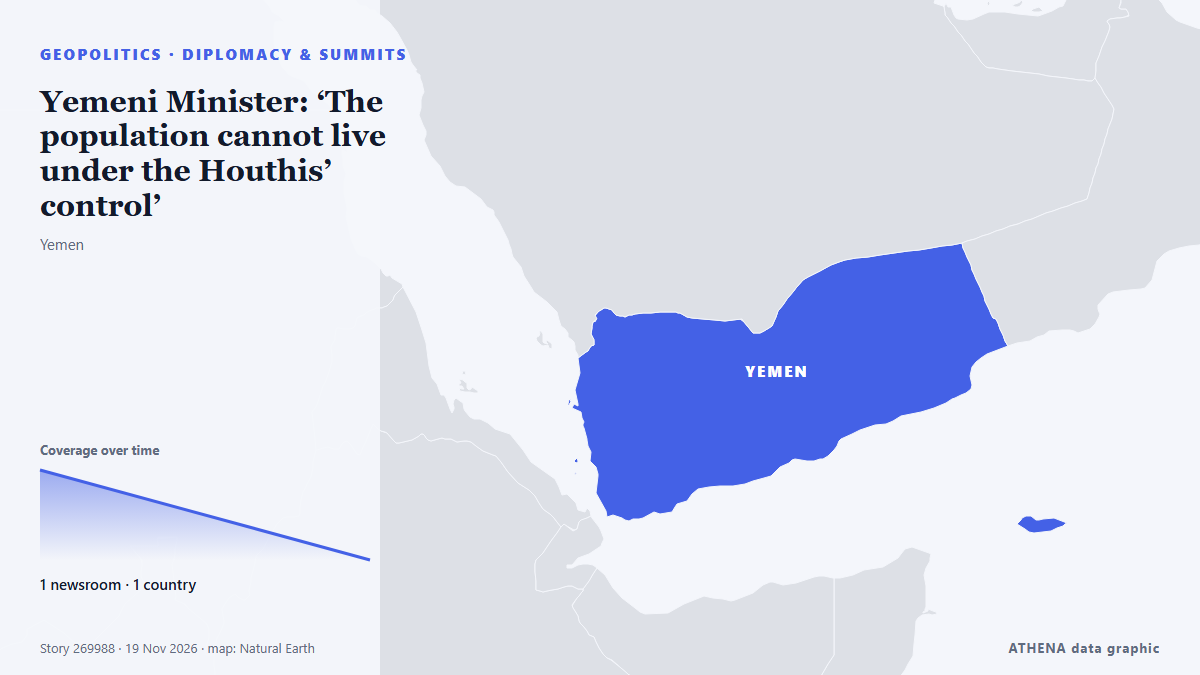 GEOPOLITICS · DIPLOMACY & SUMMITS
Yemeni Minister: ‘The
population cannot live
under the Houthis’
control’
Yemen
YEMEN
Coverage over time
1 newsroom · 1 country
Story 269988 · 19 Nov 2026 · map: Natural Earth
ATHENA data graphic